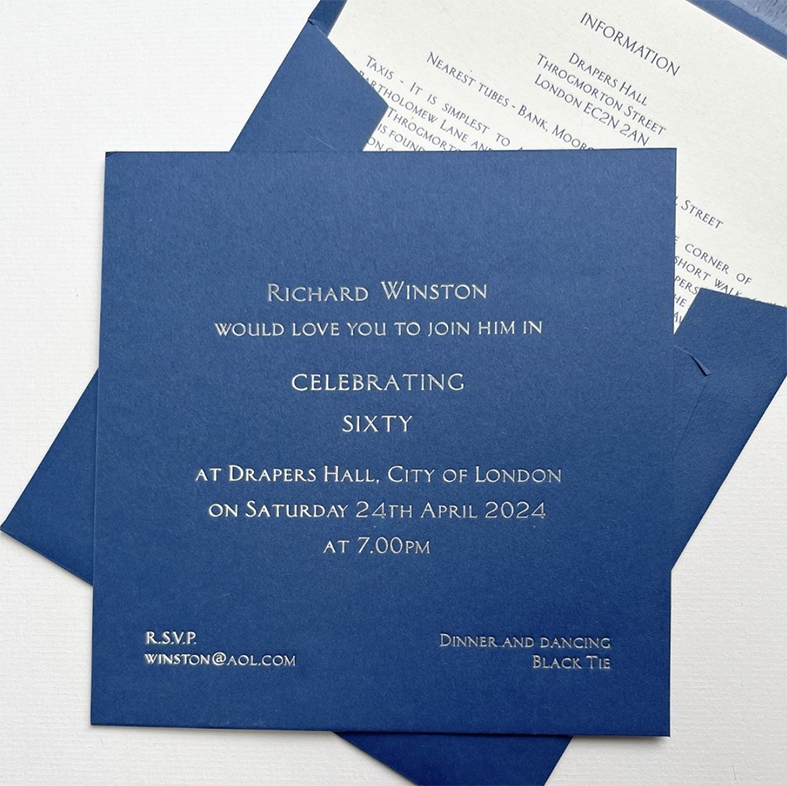 INFORMATION
DRAPERS HALL
THROGMORTON STREET
LONDON EC2N 2AN
NEAREST TUBES - BANK,
TAXIS - IT IS SIMPLEST TO
BARTHOLOMEW LANE AND
IS FOUND
STREET
CORNER OF
SHORT WALK
THE
RICHARD WINSTON
WOULD LOVE YOU TO JOIN HIM IN
CELEBRATING
SIXTY
AT DRAPERS HALL, CITY OF LONDON
ON SATURDAY 24TH APRIL 2024
AT 7.00PM
R.S.V.P.
WINSTON@AOL.COM
DINNER AND DANCING
BLACK TIE